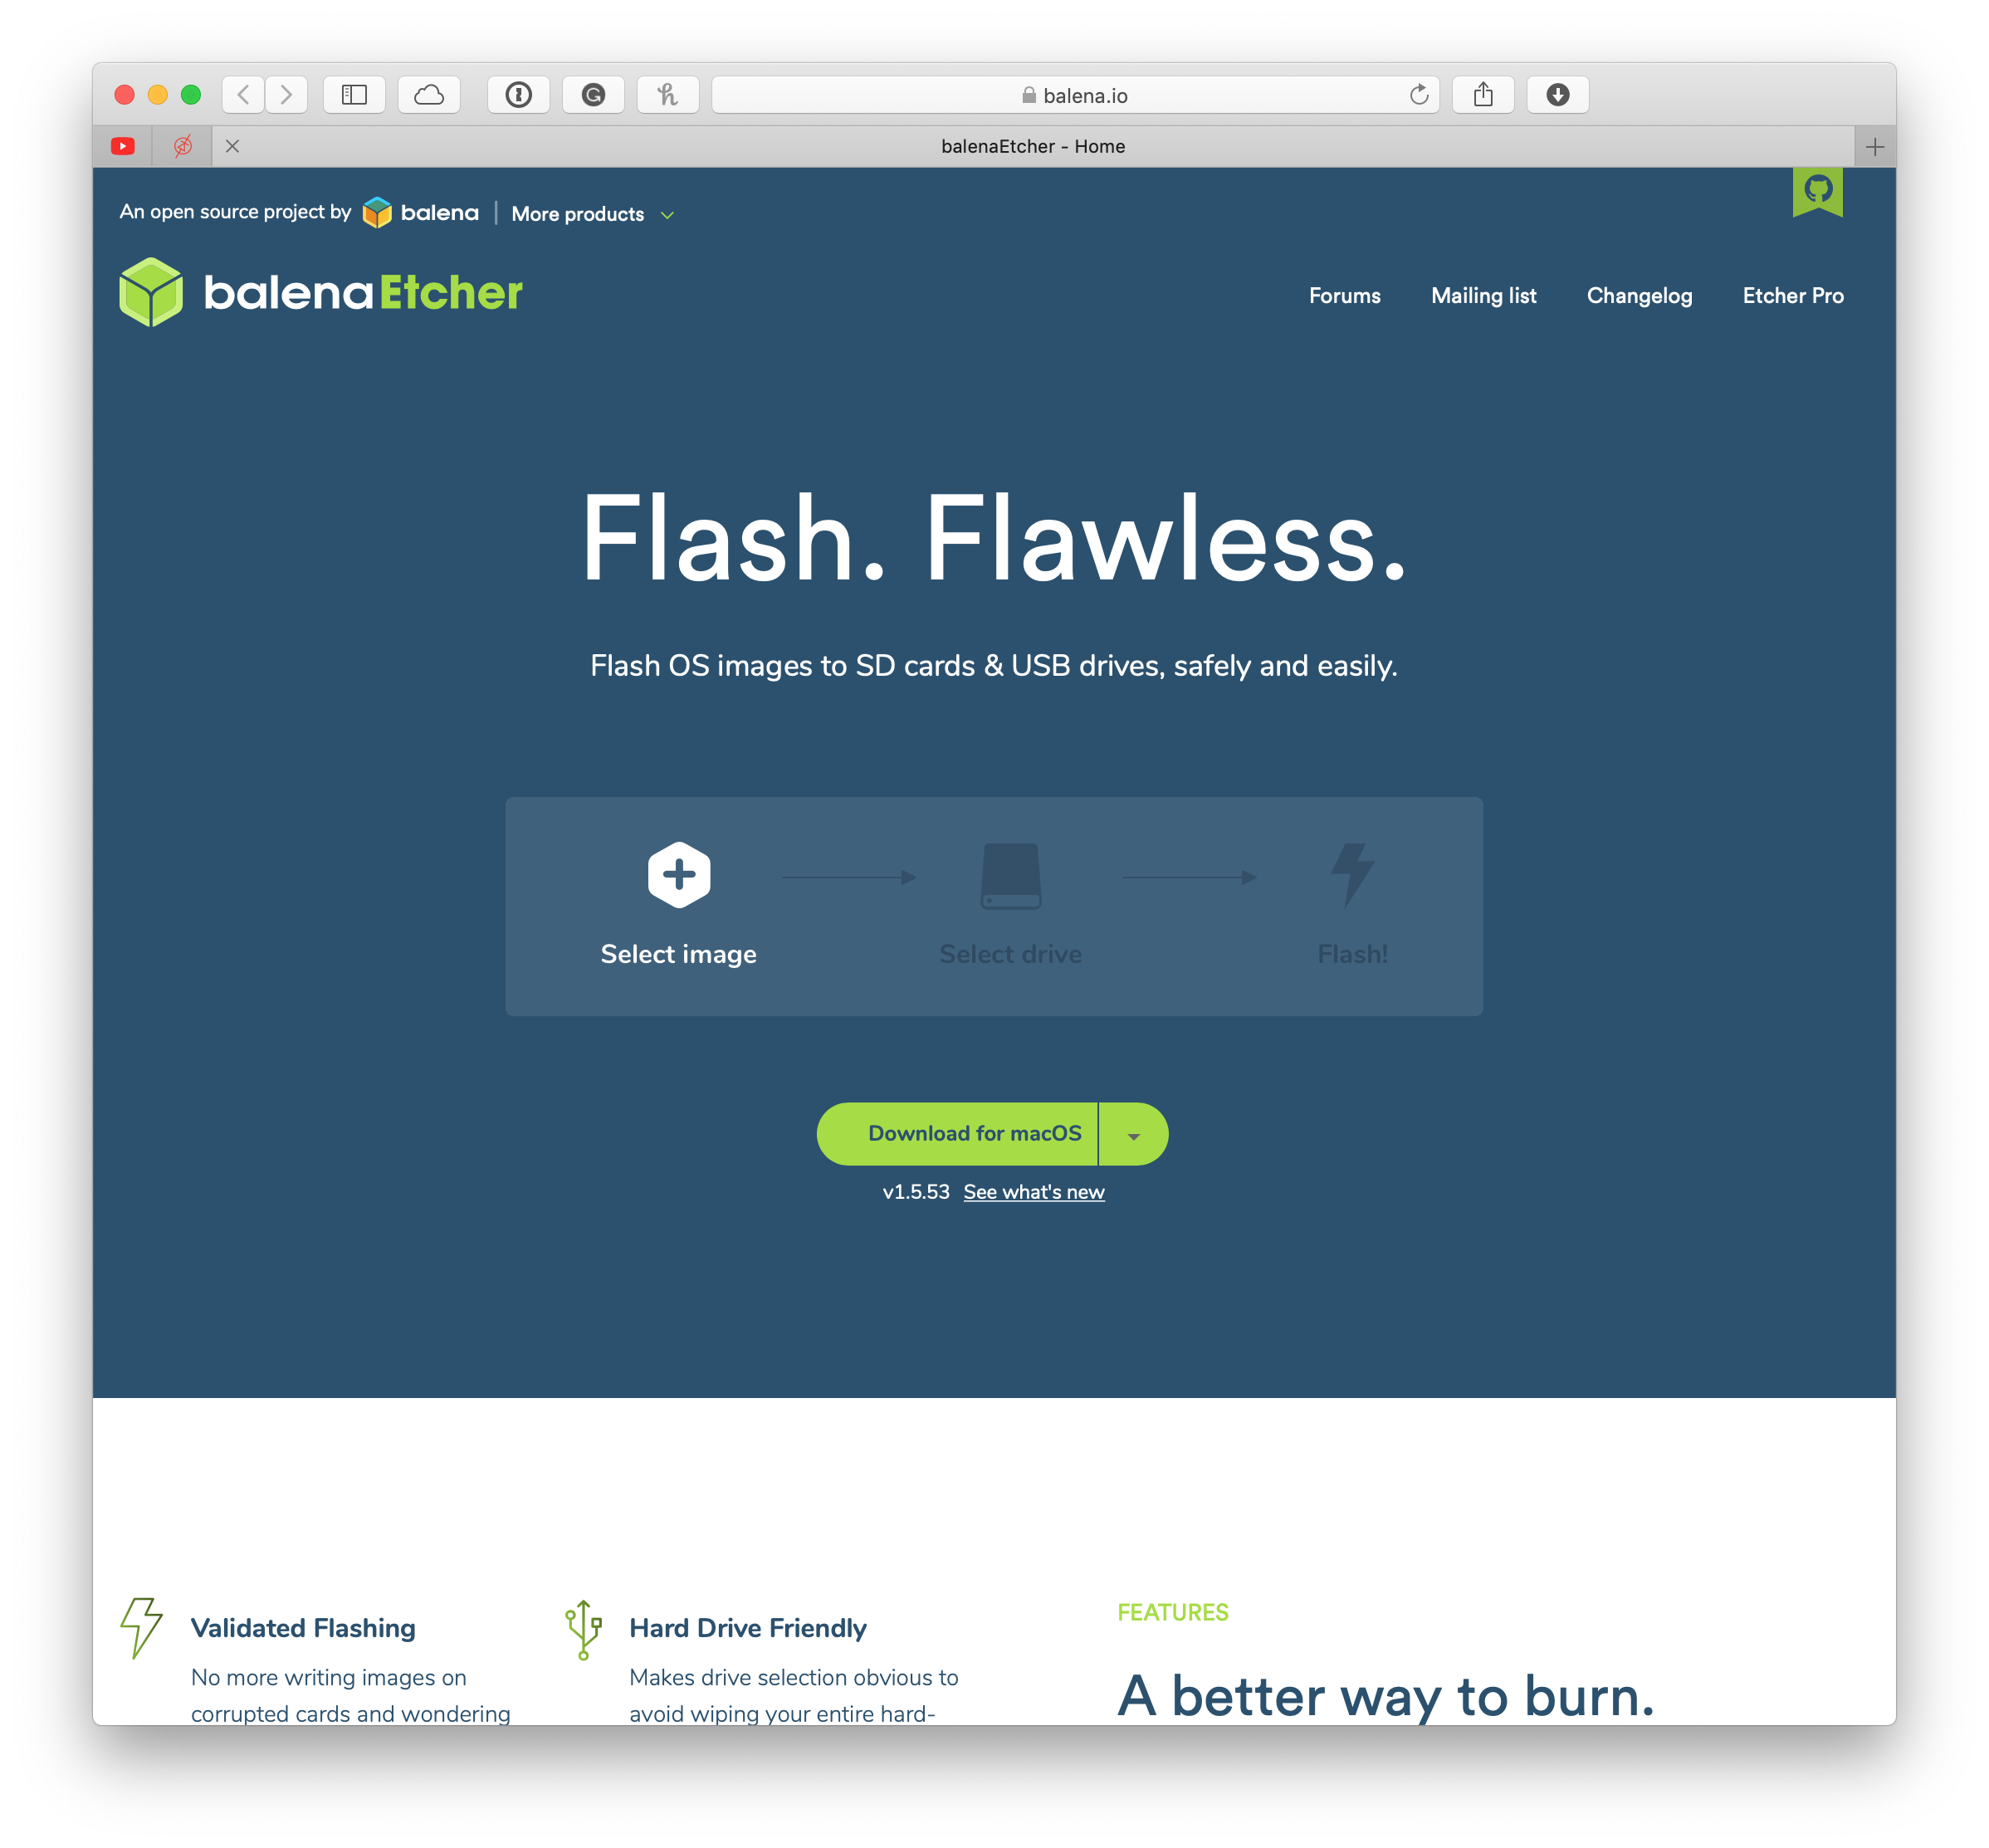 balena.io
balenaEtcher - Home
An open source project by balena | More products
balenaEtcher
Forums Mailing list Changelog Etcher Pro
Flash. Flawless.
Flash OS images to SD cards & USB drives, safely and easily.
Select image Select drive Flash!
Download for macOS
v1.5.53 See what's new
Validated Flashing
No more writing images on
corrupted cards and wondering
Hard Drive Friendly
Makes drive selection obvious to
avoid wiping your entire hard-
FEATURES
A better way to burn.